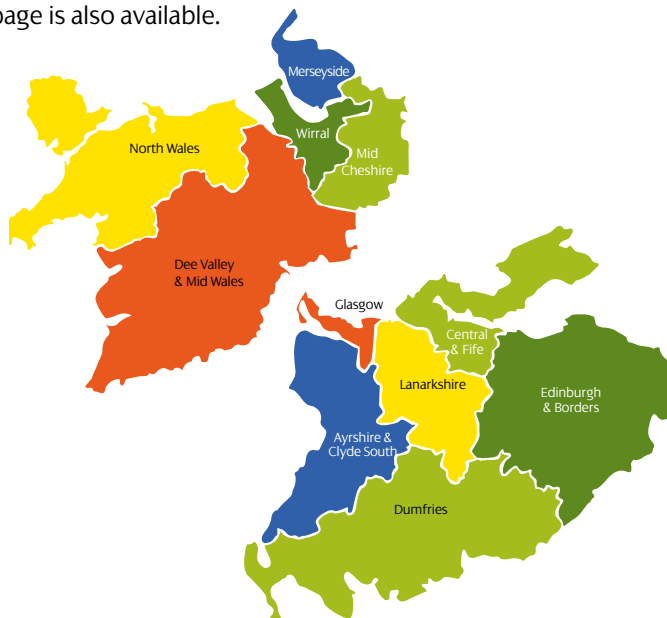 page is also available.
Merseyside
Wirral
North Wales
Mid
Cheshire
Dee Valley
& Mid Wales
Glasgow
Central
& Fife
Lanarkshire
Edinburgh
& Borders
Ayrshire &
Clyde South
Dumfries